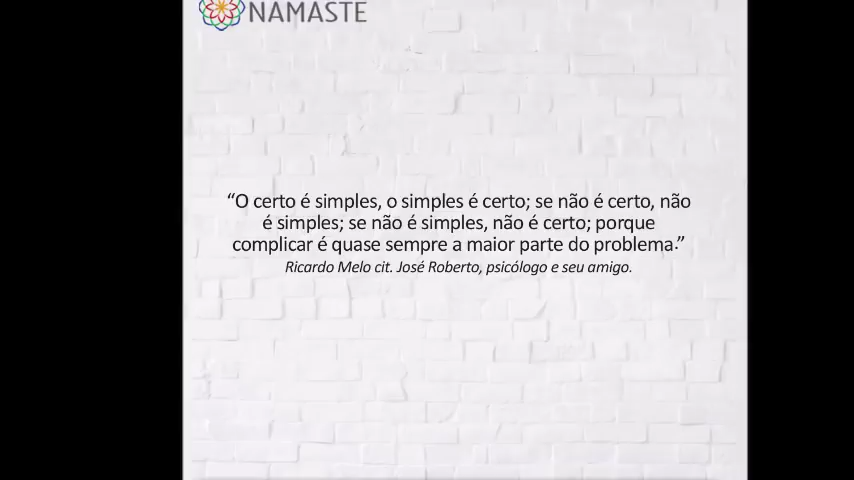 NAMASTE
“O certo é simples, o simples é certo; se não é certo, não
é simples; se não é simples, não é certo; porque
complicar é quase sempre a maior parte do problema.”
Ricardo Melo cit. José Roberto, psicólogo e seu amigo.